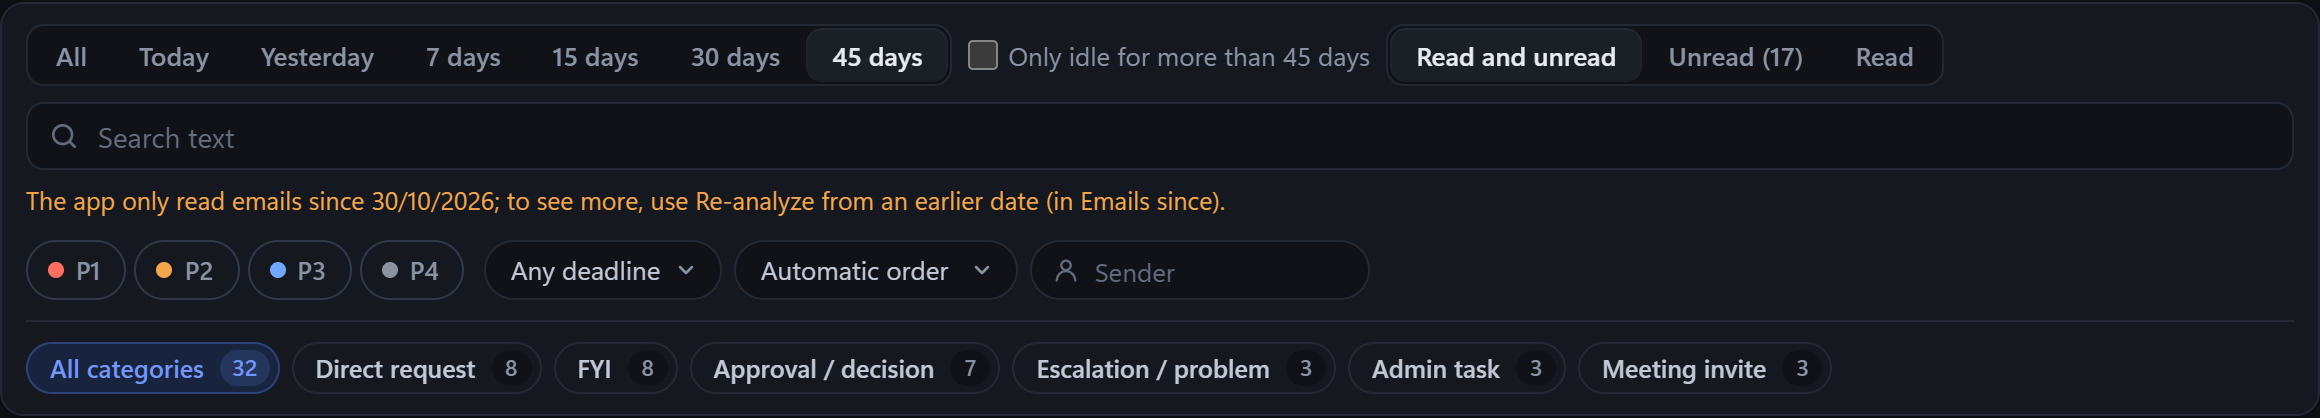 All Today Yesterday 7 days 15 days 30 days 45 days Only idle for more than 45 days Read and unread Unread (17) Read
Search text
The app only read emails since 30/10/2026; to see more, use Re-analyze from an earlier date (in Emails since).
P1 P2 P3 P4 Any deadline Automatic order Sender
All categories 32 Direct request 8 FYI 8 Approval / decision 7 Escalation / problem 3 Admin task 3 Meeting invite 3